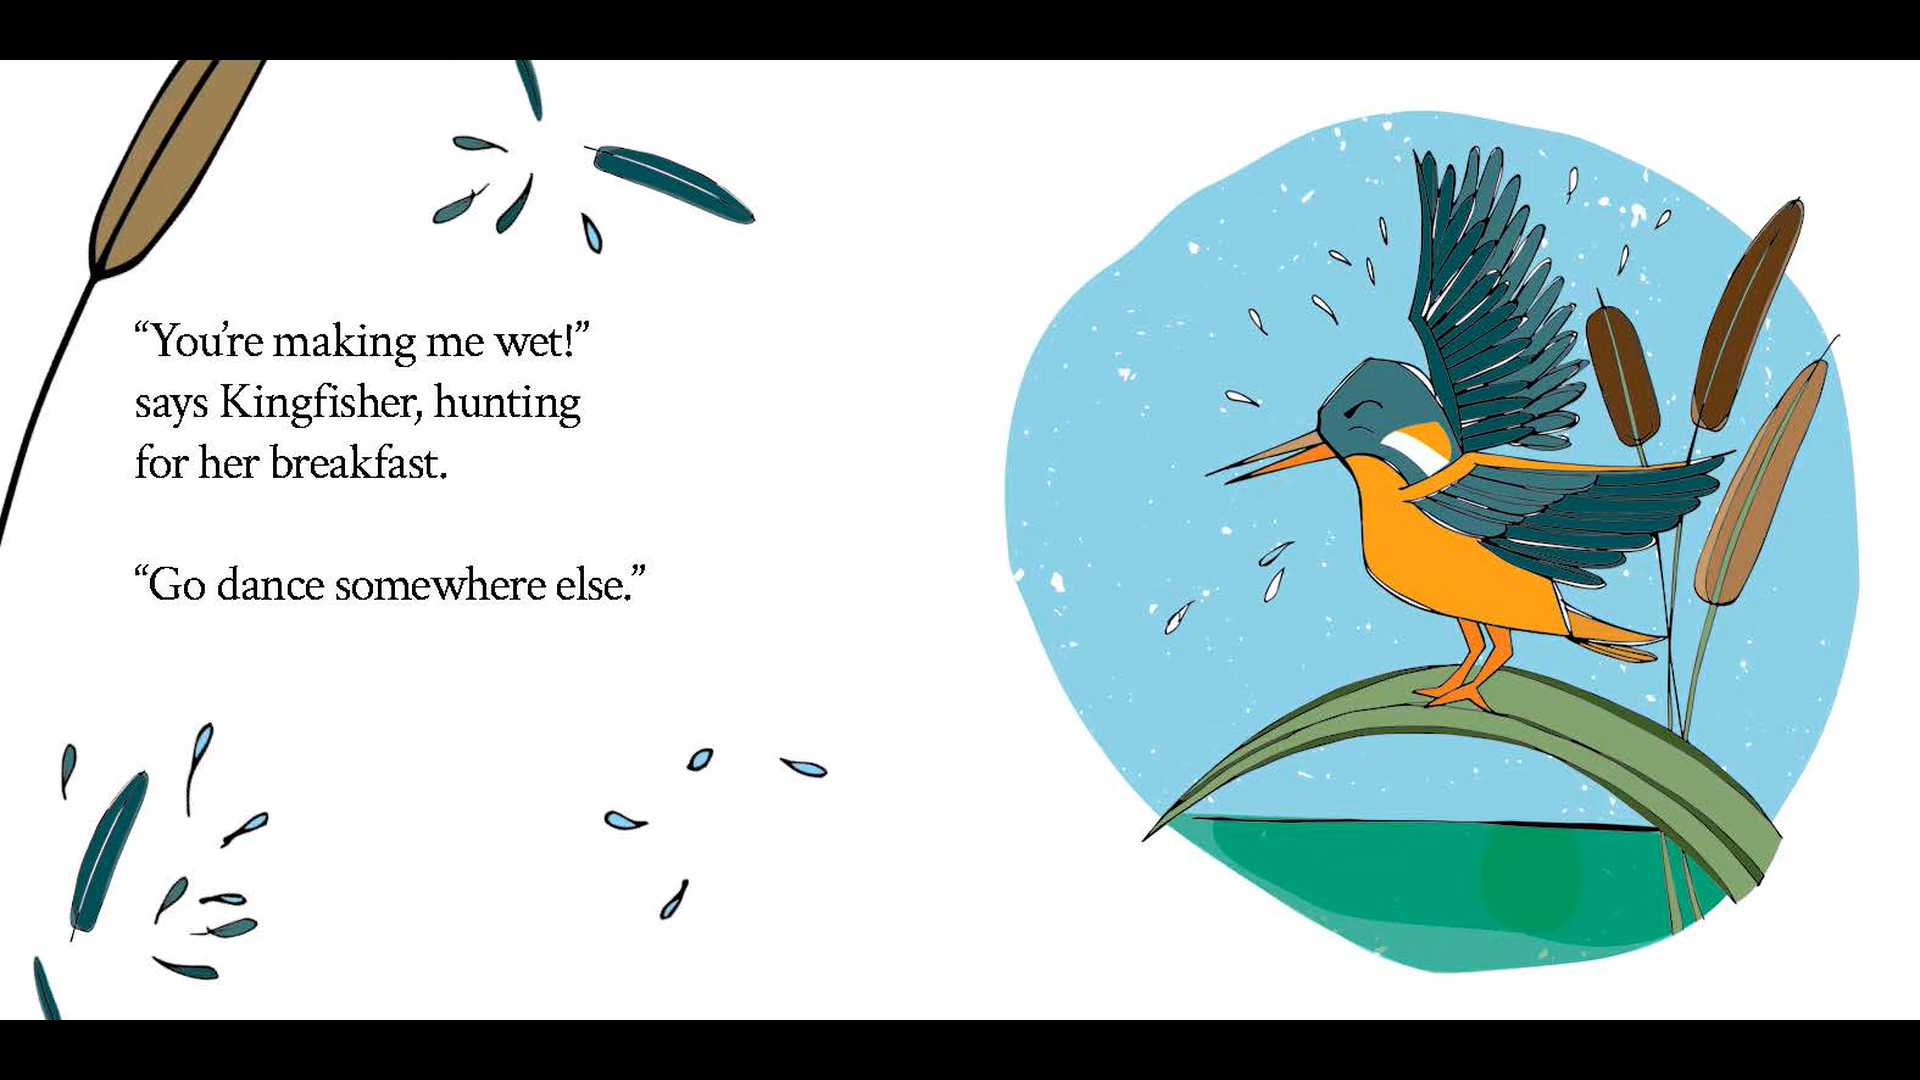 “You’re making me wet!”
says Kingfisher, hunting
for her breakfast.
“Go dance somewhere else.”